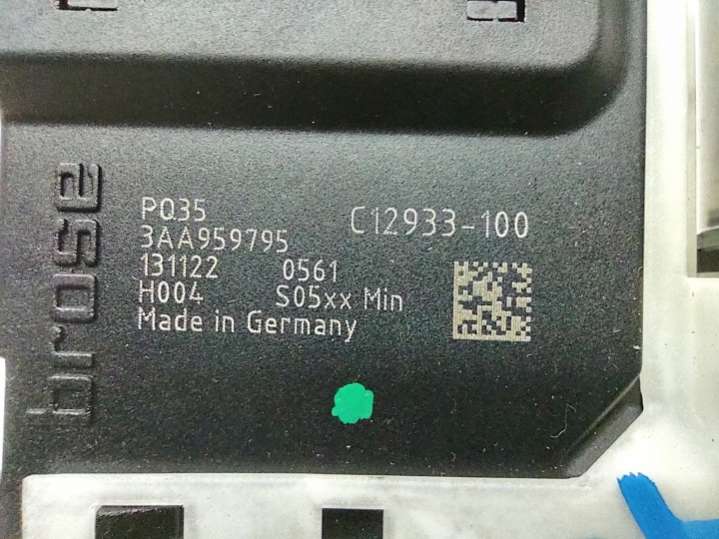 brose
PQ35
3AA959795
C12933-100
131122 0561
H004 S05xx Min
Made in Germany